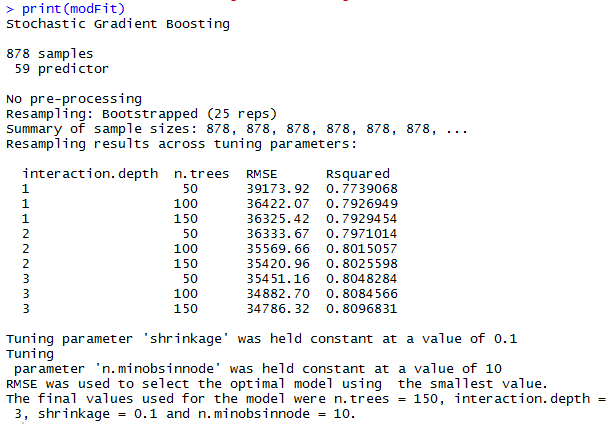 > print(modFit)
Stochastic Gradient Boosting
878 samples
59 predictor
No pre-processing
Resampling: Bootstrapped (25 reps)
Summary of sample sizes: 878, 878, 878, 878, 878, 878, ...
Resampling results across tuning parameters:
interaction.depth n.trees RMSE Rsquared
1 50 39173.92 0.7739068
1 100 36422.07 0.7926949
1 150 36325.42 0.7929454
2 50 36333.67 0.7971014
2 100 35569.66 0.8015057
2 150 35420.96 0.8025598
3 50 35451.16 0.8048284
3 100 34882.70 0.8084566
3 150 34786.32 0.8096831
Tuning parameter 'shrinkage' was held constant at a value of 0.1
Tuning
parameter 'n.minobsinnode' was held constant at a value of 10
RMSE was used to select the optimal model using  the smallest value.
The final values used for the model were n.trees = 150, interaction.depth =
3, shrinkage = 0.1 and n.minobsinnode = 10.